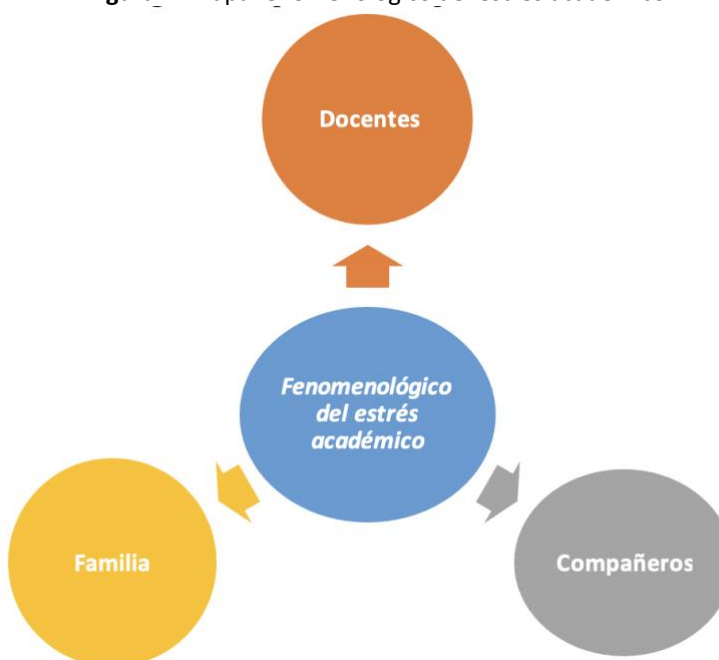 Docentes
Fenomenológico
del estrés
académico
Familia
Compañeros